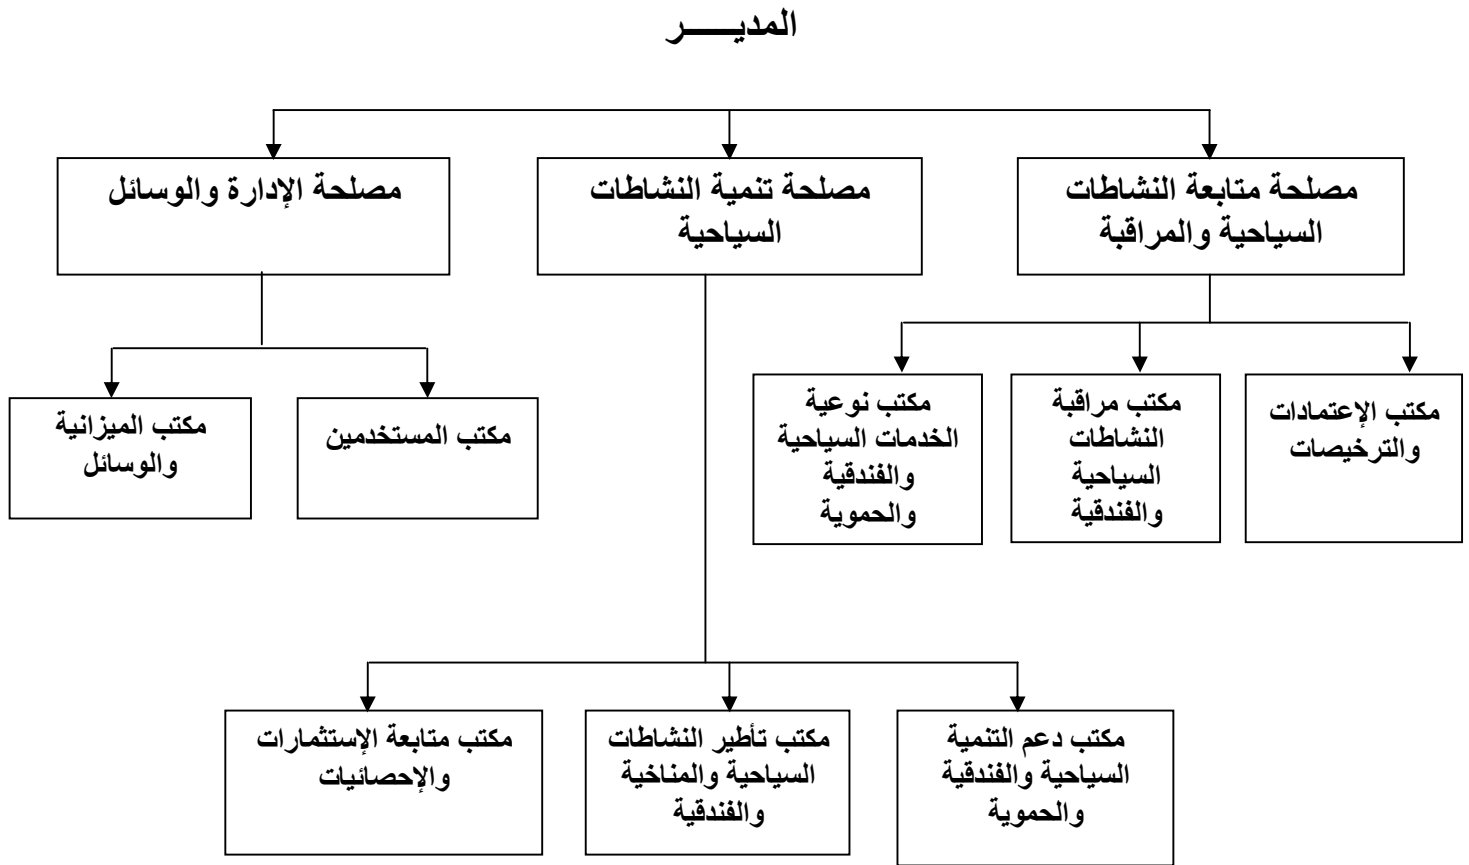 المديـــــر
مصلحة متابعة النشاطات
السياحية والمراقبة
مصلحة تنمية النشاطات
السياحية
مصلحة الإدارة والوسائل
مكتب الإعتمادات
والترخيصات
مكتب مراقبة
النشاطات
السياحية
والفندقية
مكتب نوعية
الخدمات السياحية
والفندقية
والحموية
مكتب المستخدمين
مكتب الميزانية
والوسائل
مكتب دعم التنمية
السياحية والفندقية
والحموية
مكتب تأطير النشاطات
السياحية والمناخية
والفندقية
مكتب متابعة الإستثمارات
والإحصائيات